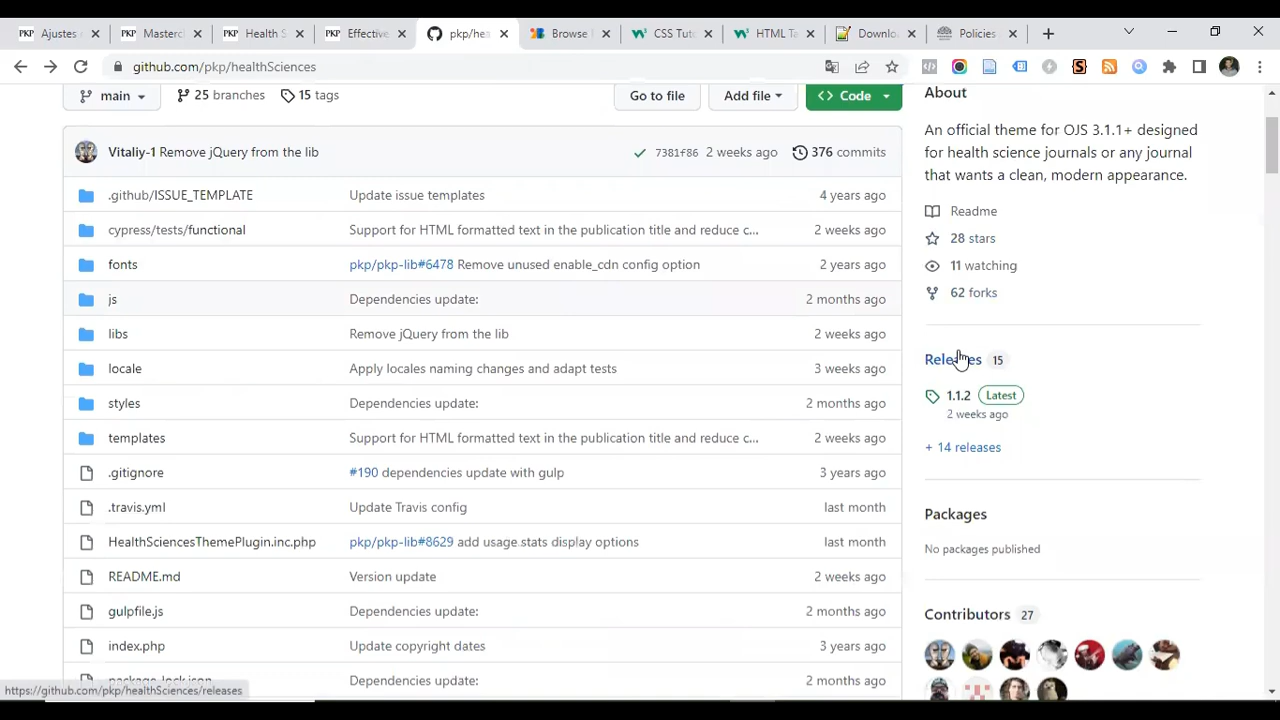 PKP Ajustes
PKP Mastercl
PKP Health S
PKP Effective
pkp/hea
Browse
CSS Tuto
HTML Te
Downlo
Policies
github.com/pkp/healthSciences
main
25 branches
15 tags
Go to file
Add file
Code
Vitaliy-1 Remove jQuery from the lib
7381f86 2 weeks ago
376 commits
.github/ISSUE_TEMPLATE Update issue templates 4 years ago
cypress/tests/functional Support for HTML formatted text in the publication title and reduce c... 2 weeks ago
fonts pkp/pkp-lib#6478 Remove unused enable_cdn config option 2 years ago
js Dependencies update: 2 months ago
libs Remove jQuery from the lib 2 weeks ago
locale Apply locales naming changes and adapt tests 3 weeks ago
styles Dependencies update: 2 months ago
templates Support for HTML formatted text in the publication title and reduce c... 2 weeks ago
.gitignore #190 dependencies update with gulp 3 years ago
.travis.yml Update Travis config last month
HealthSciencesThemePlugin.inc.php pkp/pkp-lib#8629 add usage stats display options last month
README.md Version update 2 weeks ago
gulpfile.js Dependencies update: 2 months ago
index.php Update copyright dates 3 years ago
package-lock.json Dependencies update: 2 months ago
https://github.com/pkp/healthSciences/releases
About
An official theme for OJS 3.1.1+ designed
for health science journals or any journal
that wants a clean, modern appearance.
Readme
28 stars
11 watching
62 forks
Releases 15
1.1.2 Latest
2 weeks ago
+ 14 releases
Packages
No packages published
Contributors 27